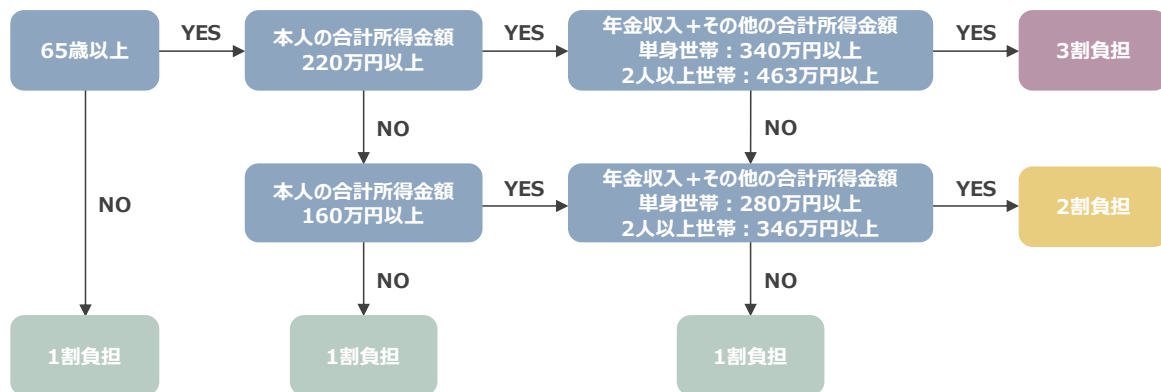 65歳以上
YES
本人の合計所得金額
220万円以上
YES
年金収入＋その他の合計所得金額
単身世帯：340万円以上
2人以上世帯：463万円以上
YES
3割負担
NO
NO
NO
本人の合計所得金額
160万円以上
YES
年金収入＋その他の合計所得金額
単身世帯：280万円以上
2人以上世帯：346万円以上
YES
2割負担
NO
NO
1割負担
1割負担
1割負担